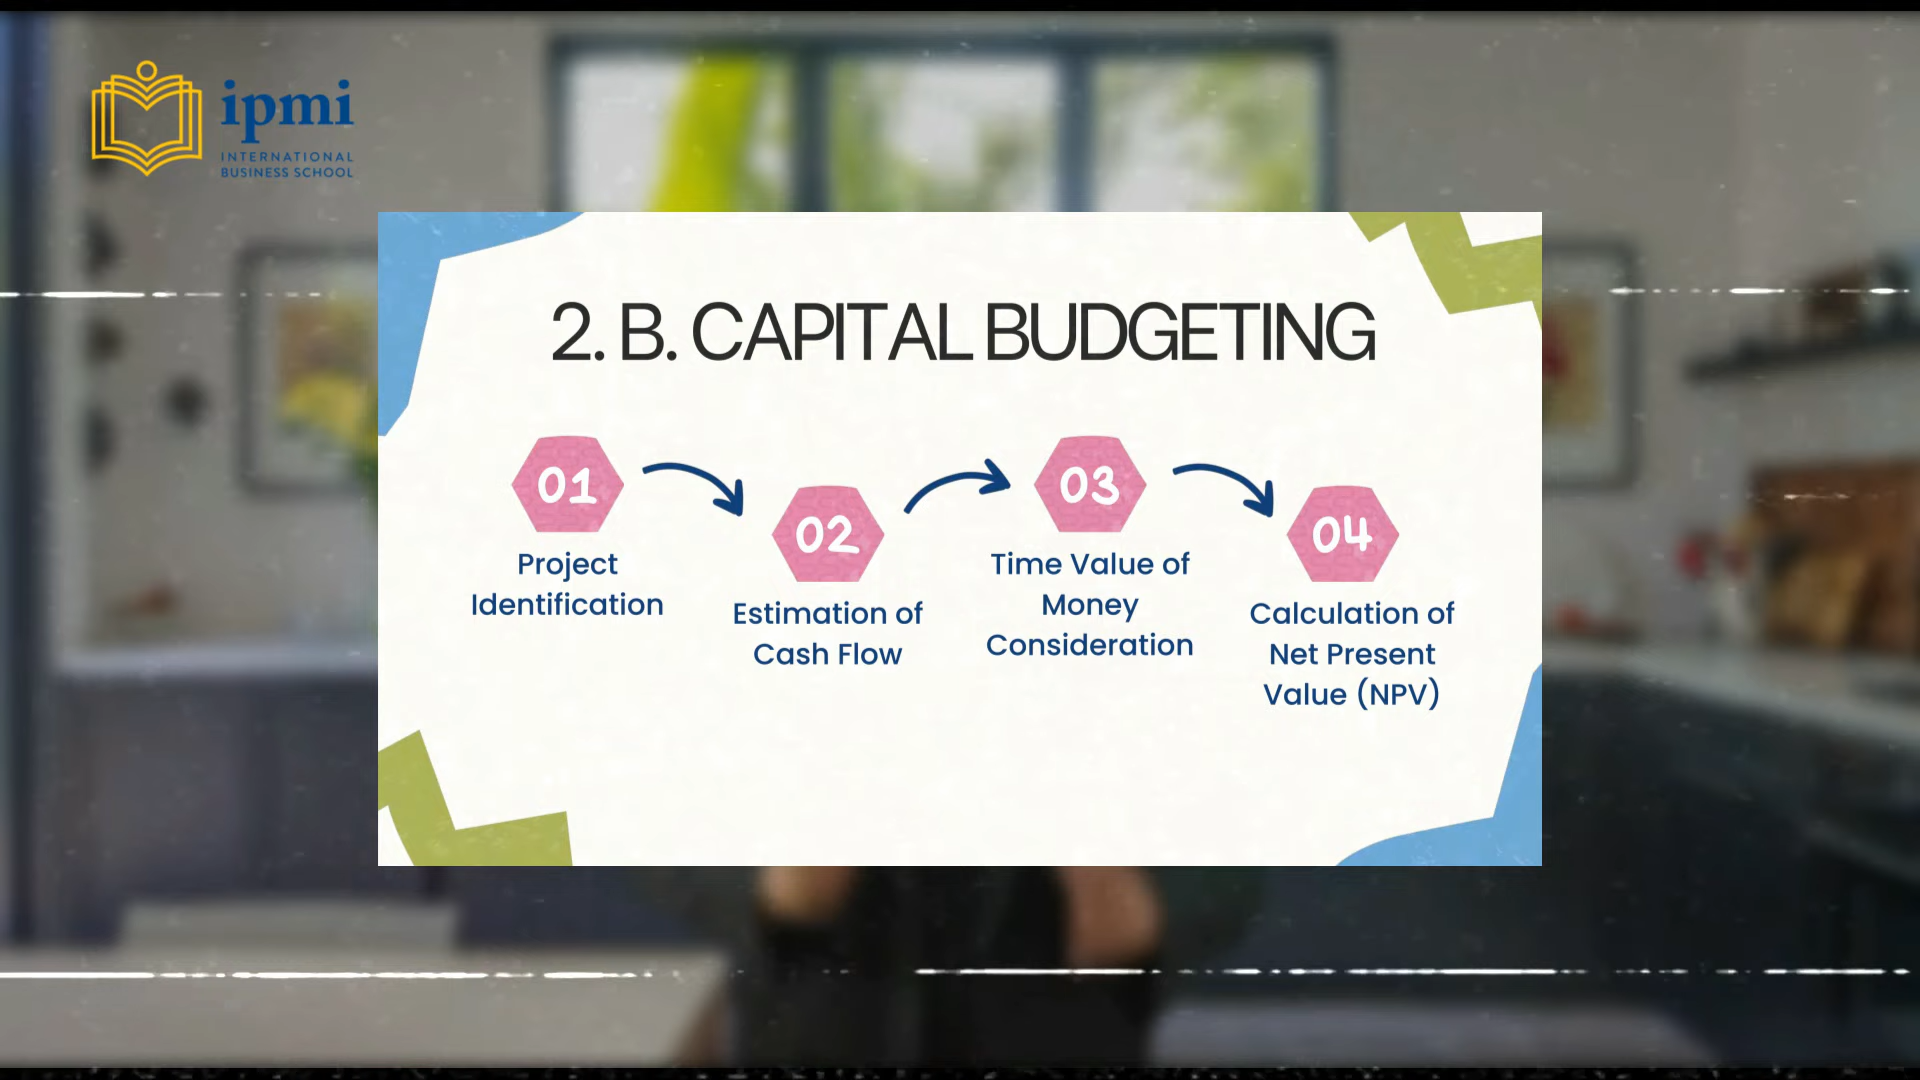 ipmi
INTERNATIONAL
BUSINESS SCHOOL
2. B. CAPITAL BUDGETING
01
Project
Identification
02
Estimation of
Cash Flow
03
Time Value of
Money
Consideration
04
Calculation of
Net Present
Value (NPV)